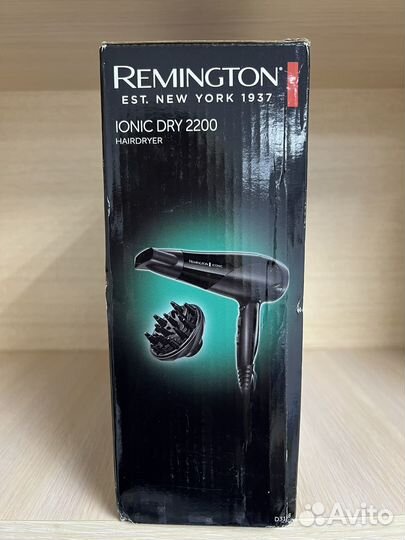 REMINGTON
EST. NEW YORK 1937
IONIC DRY 2200
HAIRDRYER
REMINGTON IONIC
Avito